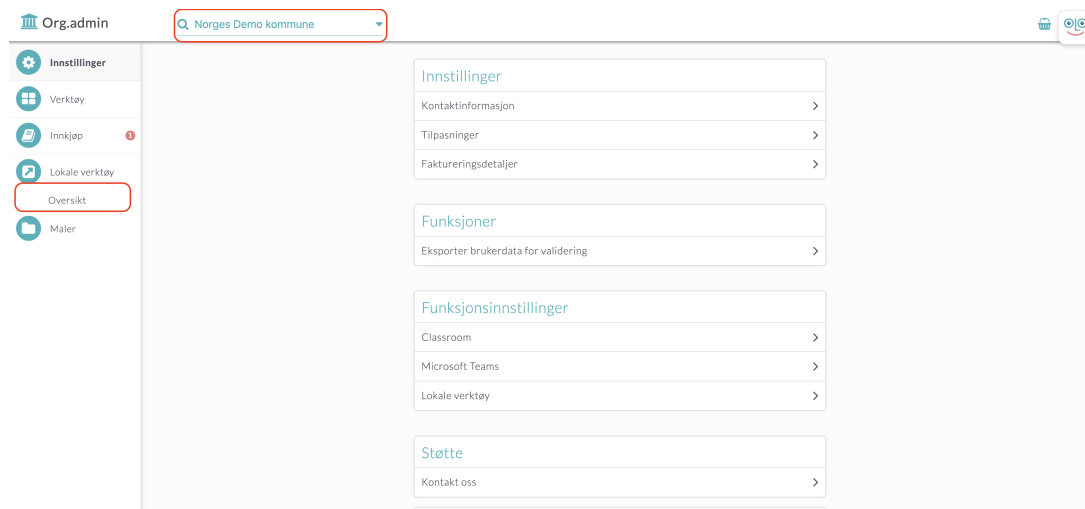 Org.admin
Norges Demo kommune
Innstillinger
Verktøy
Innkjøp 1
Lokale verktøy
Oversikt
Maler
Innstillinger
Kontaktinformasjon
Tilpasninger
Faktureringsdetaljer
Funksjoner
Eksporter brukerdata for validering
Funksjonsinnstillinger
Classroom
Microsoft Teams
Lokale verktøy
Støtte
Kontakt oss